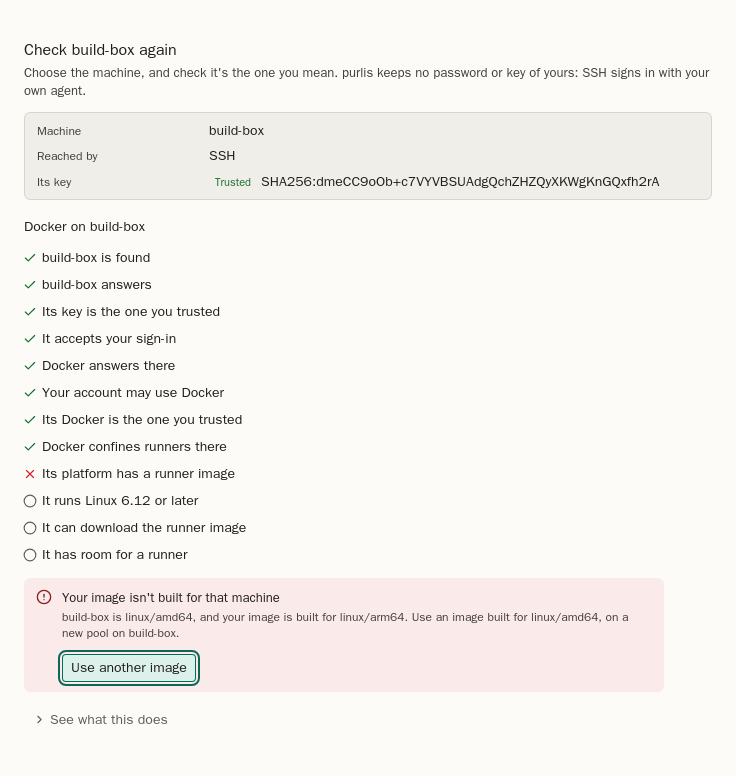 Check build-box again
Choose the machine, and check it's the one you mean. purlis keeps no password or key of yours: SSH signs in with your
own agent.
Machine build-box
Reached by SSH
Its key Trusted SHA256:dmeCC9oOb+c7VYVBSUAdgQchZHZQyXKWgKnGQxfh2rA
Docker on build-box
build-box is found
build-box answers
Its key is the one you trusted
It accepts your sign-in
Docker answers there
Your account may use Docker
Its Docker is the one you trusted
Docker confines runners there
Its platform has a runner image
It runs Linux 6.12 or later
It can download the runner image
It has room for a runner
Your image isn't built for that machine
build-box is linux/amd64, and your image is built for linux/arm64. Use an image built for linux/amd64, on a
new pool on build-box.
Use another image
See what this does